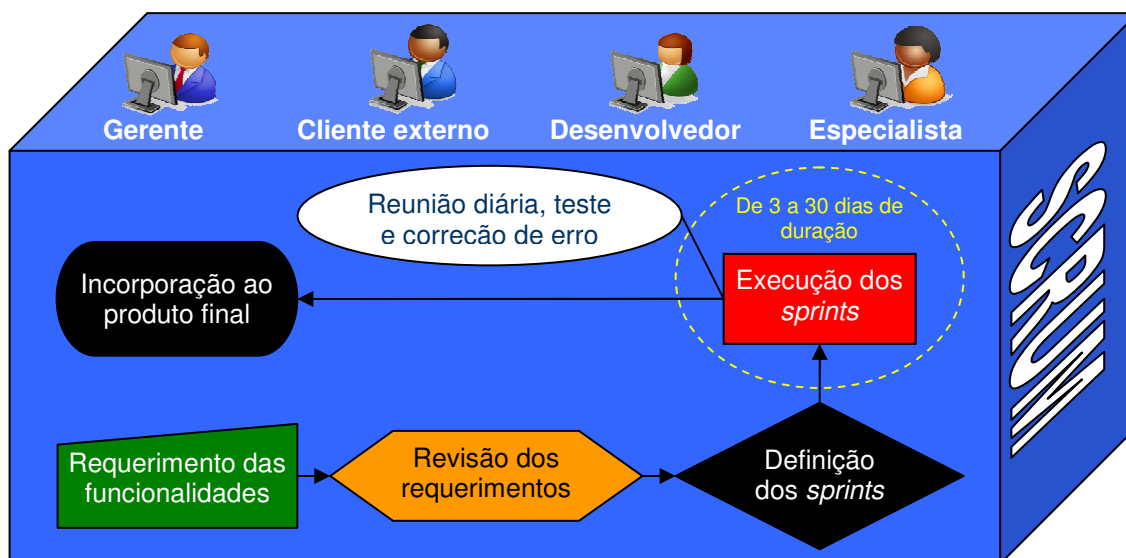 Gerente
Cliente externo
Desenvolvedor
Especialista
Reunião diária, teste
e correcão de erro
De 3 a 30 dias de
duração
Incorporação ao
produto final
Execução dos
sprints
Requerimento das
funcionalidades
Revisão dos
requerimentos
Definição
dos sprints
SCRUM